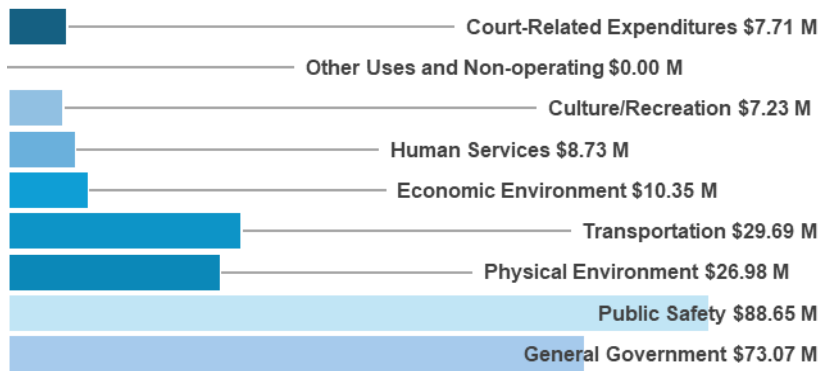 Court-Related Expenditures $7.71 M
Other Uses and Non-operating $0.00 M
Culture/Recreation $7.23 M
Human Services $8.73 M
Economic Environment $10.35 M
Transportation $29.69 M
Physical Environment $26.98 M
Public Safety $88.65 M
General Government $73.07 M